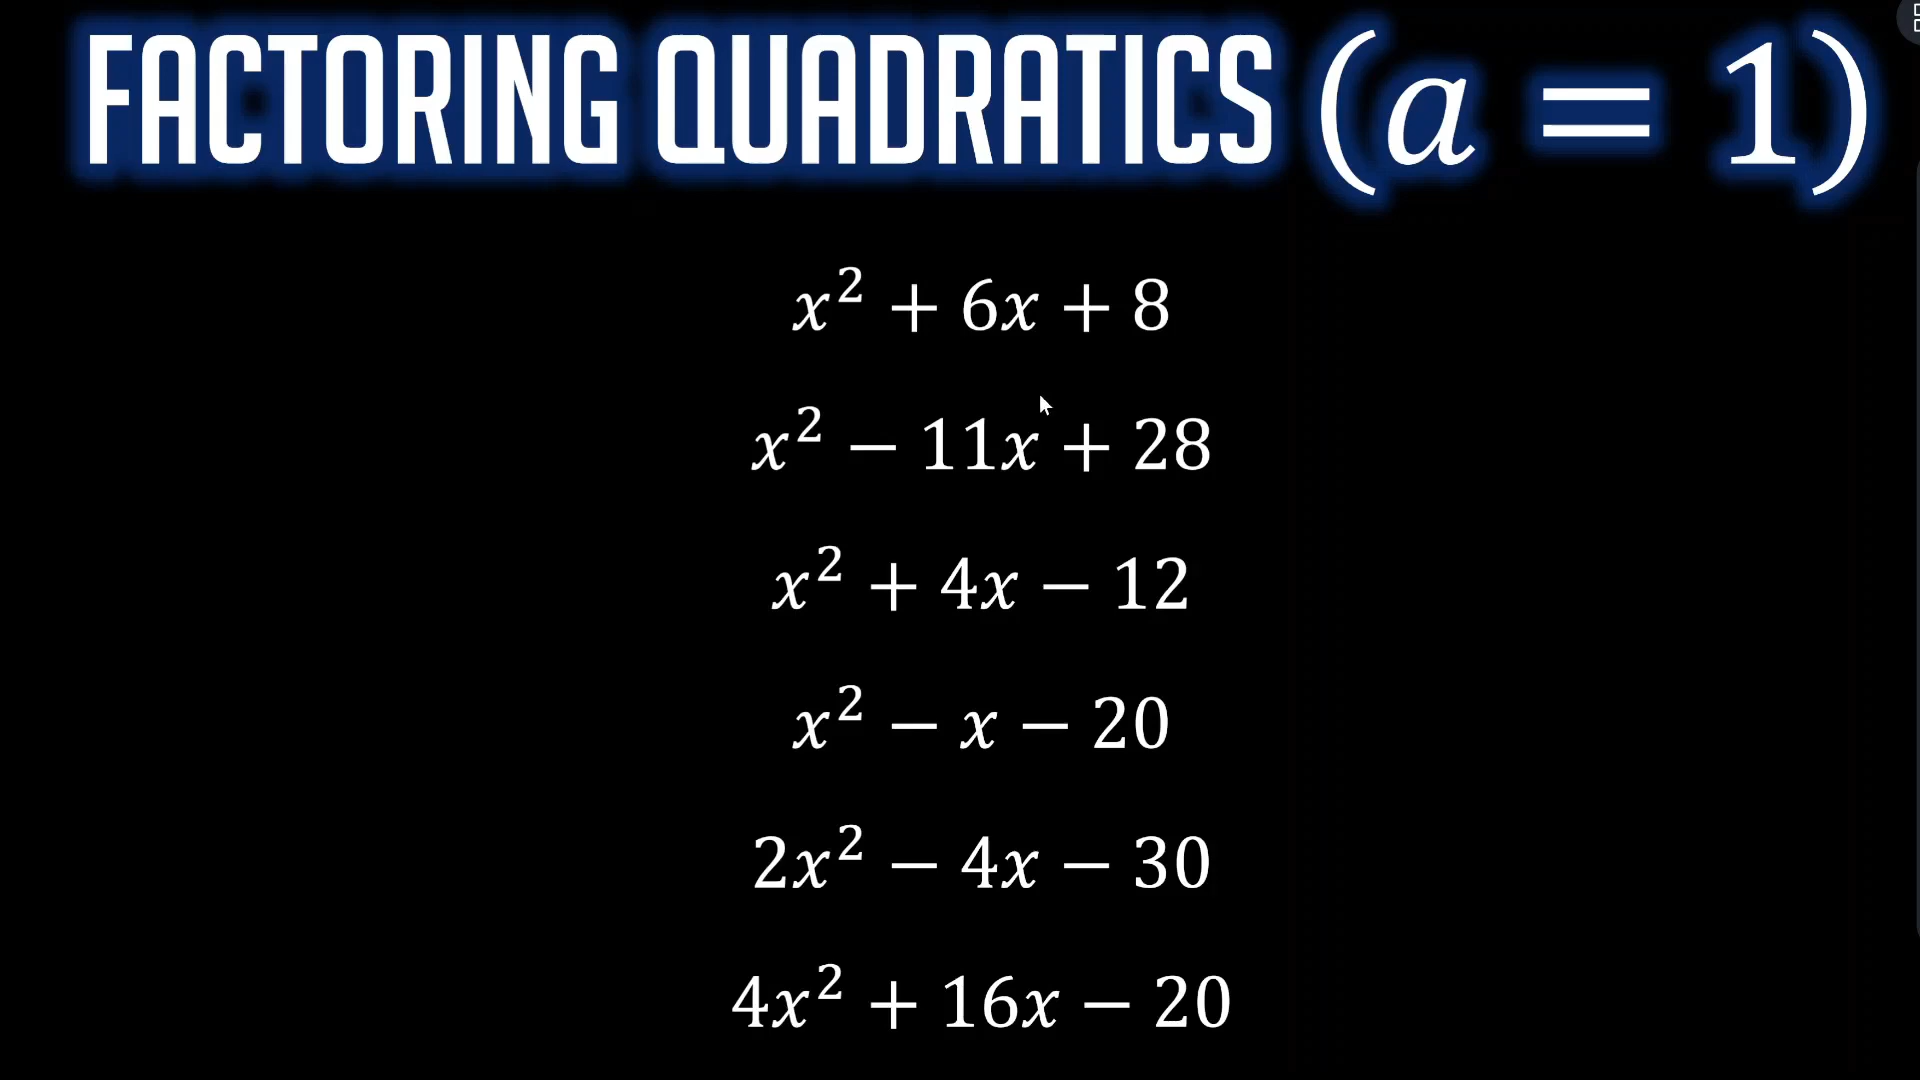 FACTORING QUADRATICS (a = 1)
x² + 6x + 8
x² − 11x + 28
x² + 4x − 12
x² − x − 20
2x² − 4x − 30
4x² + 16x − 20